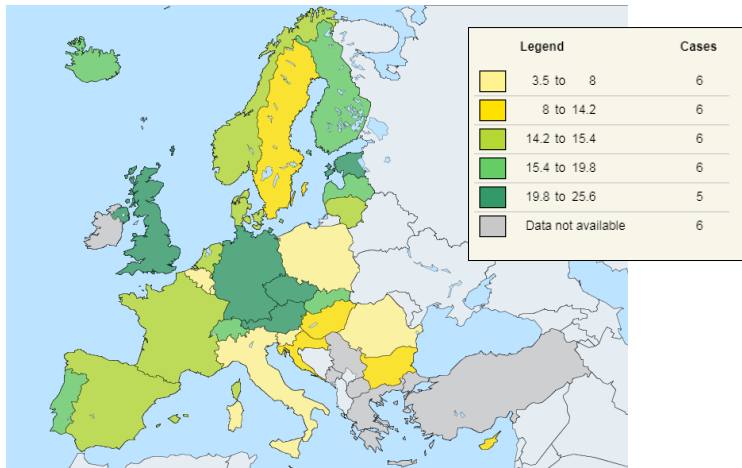 Legend Cases
3.5 to 8 6
8 to 14.2 6
14.2 to 15.4 6
15.4 to 19.8 6
19.8 to 25.6 5
Data not available 6